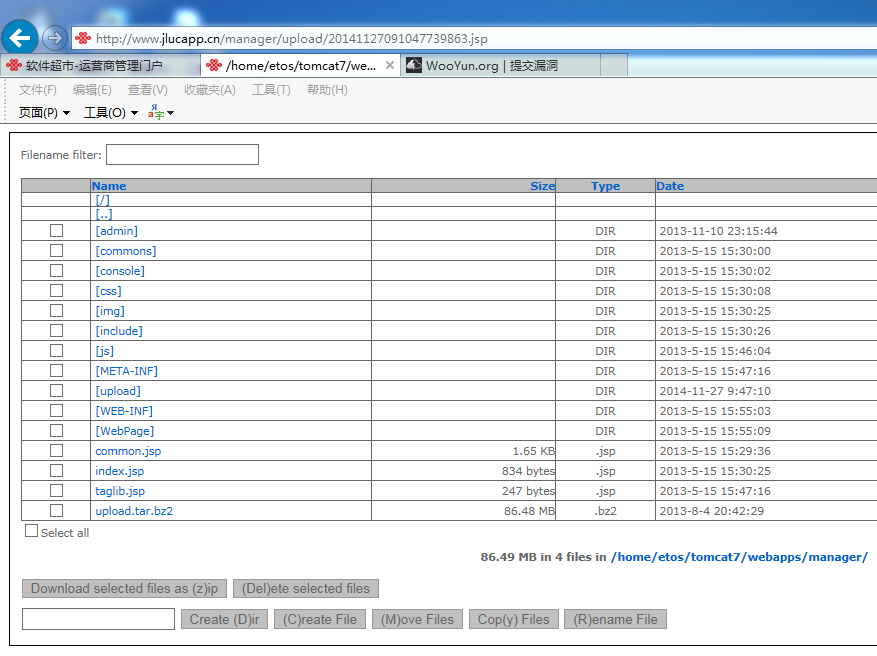 http://www.jlucapp.cn/manager/upload/20141127091047739863.jsp
软件超市-运营商管理门户 /home/etos/tomcat7/we... WooYun.org | 提交漏洞
文件(F) 编辑(E) 查看(V) 收藏夹(A) 工具(T) 帮助(H)
页面(P) 工具(O)
Filename filter:
Name Size Type Date
[/]
[..]
[admin] DIR 2013-11-10 23:15:44
[commons] DIR 2013-5-15 15:30:00
[console] DIR 2013-5-15 15:30:02
[css] DIR 2013-5-15 15:30:08
[img] DIR 2013-5-15 15:30:25
[include] DIR 2013-5-15 15:30:26
[js] DIR 2013-5-15 15:46:04
[META-INF] DIR 2013-5-15 15:47:16
[upload] DIR 2014-11-27 9:47:10
[WEB-INF] DIR 2013-5-15 15:55:03
[WebPage] DIR 2013-5-15 15:55:09
common.jsp 1.65 KB .jsp 2013-5-15 15:29:36
index.jsp 834 bytes .jsp 2013-5-15 15:30:25
taglib.jsp 247 bytes .jsp 2013-5-15 15:47:16
upload.tar.bz2 86.48 MB .bz2 2013-8-4 20:42:29
Select all
86.49 MB in 4 files in /home/etos/tomcat7/webapps/manager/
Download selected files as (z)ip (Del)ete selected files
Create (D)ir (C)reate File (M)ove Files Cop(y) Files (R)ename File